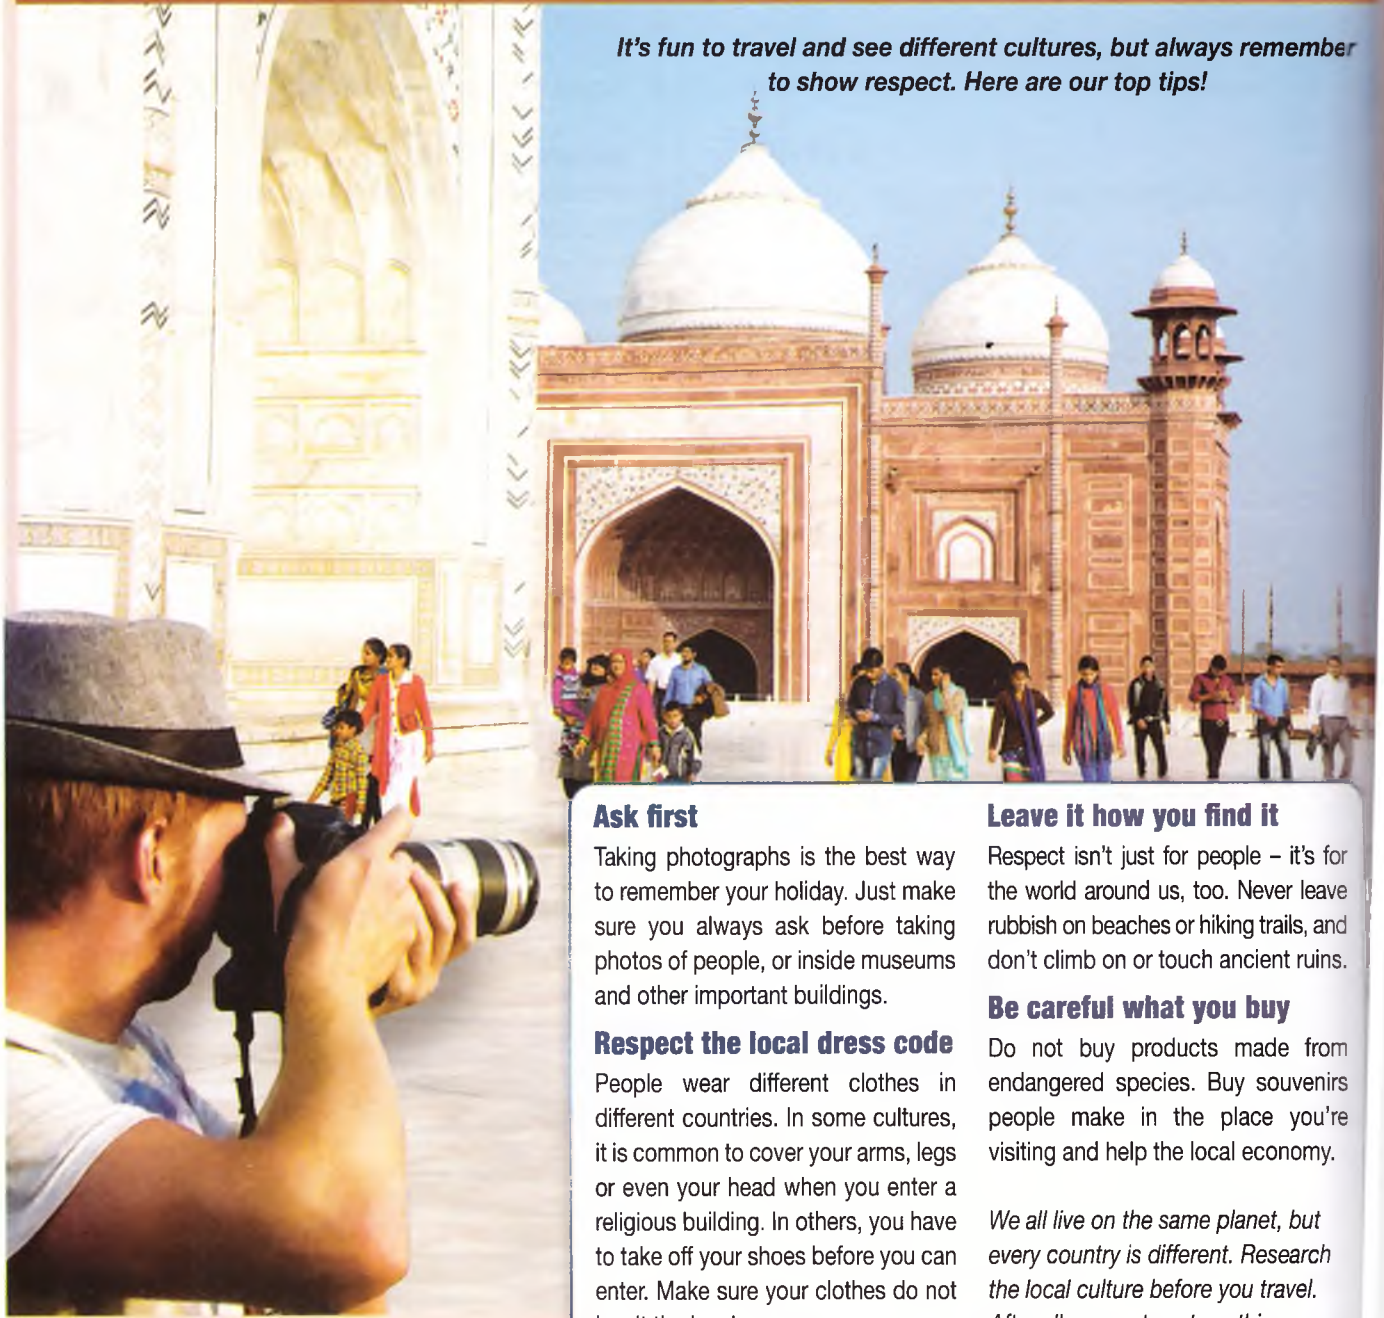 It's fun to travel and see different cultures, but always remember
to show respect. Here are our top tips!
Ask first
Taking photographs is the best way
to remember your holiday. Just make
sure you always ask before taking
photos of people, or inside museums
and other important buildings.
Respect the local dress code
People wear different clothes in
different countries. In some cultures,
it is common to cover your arms, legs
or even your head when you enter a
religious building. In others, you have
to take off your shoes before you can
enter. Make sure your clothes do not
Leave it how you find it
Respect isn't just for people – it's for
the world around us, too. Never leave
rubbish on beaches or hiking trails, and
don't climb on or touch ancient ruins.
Be careful what you buy
Do not buy products made from
endangered species. Buy souvenirs
people make in the place you're
visiting and help the local economy.
We all live on the same planet, but
every country is different. Research
the local culture before you travel.